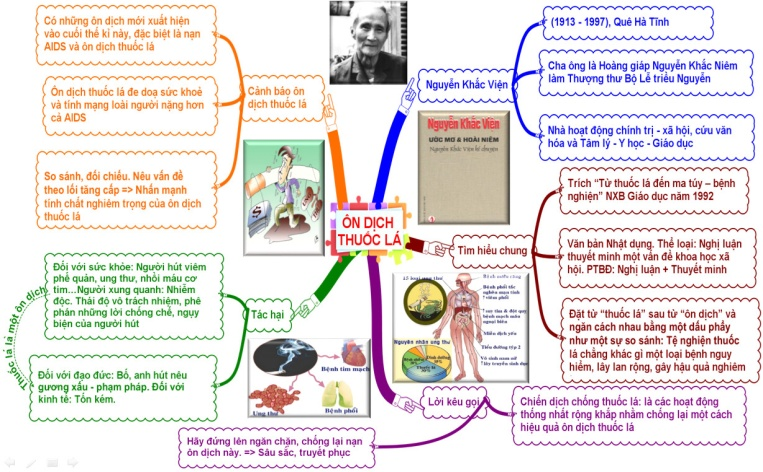 Có những ôn dịch mới xuất hiện
vào cuối thế kỉ này, đặc biệt là nạn
AIDS và ôn dịch thuốc lá
Ôn dịch thuốc lá đe doạ sức khoẻ
và tính mạng loài người nặng hơn
cả AIDS
So sánh, đối chiếu. Nêu vấn đề
theo lối tăng cấp => Nhấn mạnh
tính chất nghiêm trọng của ôn dịch
thuốc lá
Cảnh báo ôn
dịch thuốc lá
Nguyễn Khắc Viện
(1913 - 1997), Quê Hà Tĩnh
Cha ông là Hoàng giáp Nguyễn Khắc Niêm
làm Thượng thư Bộ Lễ triều Nguyễn
Nhà hoạt động chính trị - xã hội, cứu văn
hóa và Tâm lý - Y học - Giáo dục
Nguyễn Khắc Viện
ƯỚC MƠ & HOÀI NIỆM
Nguyễn Khắc Viện kể chuyện
1
ÔN DỊCH
THUỐC LÁ
Tìm hiểu chung
Trích “Từ thuốc lá đến ma túy – bệnh
nghiện” NXB Giáo dục năm 1992
Văn bản Nhật dụng. Thể loại: Nghị luận
thuyết minh một vấn đề khoa học xã
hội. PTBĐ: Nghị luận + Thuyết minh
Đặt từ “thuốc lá” sau từ “ôn dịch” và
ngăn cách nhau bằng một dấu phẩy
như một sự so sánh: Tệ nghiện thuốc
lá chẳng khác gì một loại bệnh nguy
hiểm, lây lan rộng, gây hậu quả nghiêm
Thuốc lá là một ôn dịch
Tác hại
Đối với sức khỏe: Người hút viêm
phế quản, ung thư, nhồi máu cơ
tim...Người xung quanh: Nhiễm
độc. Thái độ vô trách nhiệm, phê
phán những lời chống chế, ngụy
biện của người hút
Đối với đạo đức: Bố, anh hút nêu
gương xấu - phạm pháp. Đối với
kinh tế: Tốn kém.
Bệnh tim mạch
Ung thư
Bệnh phổi
Nguyên nhân ung thư
Lời kêu gọi
Chiến dịch chống thuốc lá: là các hoạt động
thống nhất rộng khắp nhằm chống lại một cách
hiệu quả ôn dịch thuốc lá
Hãy đứng lên ngăn chặn, chống lại nạn
ôn dịch này. => Sâu sắc, truyết phục